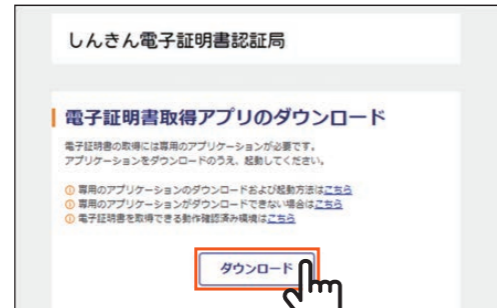 しんきん電子証明書認証局
電子証明書取得アプリのダウンロード
電子証明書の取得には専用のアプリケーションが必要です。
アプリケーションをダウンロードのうえ、起動してください。
専用のアプリケーションのダウンロードおよび起動方法はこちら
専用のアプリケーションがダウンロードできない場合はこちら
電子証明書を取得できる動作確認済み環境はこちら
ダウンロード